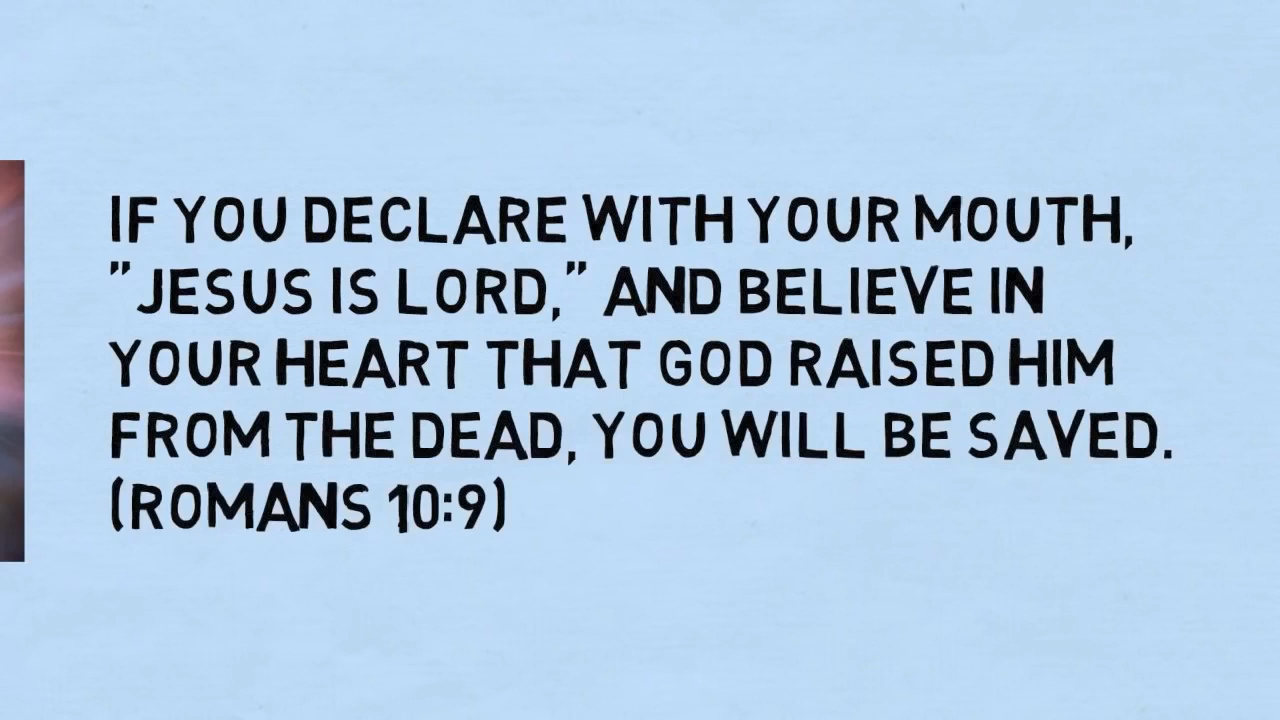 IF YOU DECLARE WITH YOUR MOUTH,
"JESUS IS LORD," AND BELIEVE IN
YOUR HEART THAT GOD RAISED HIM
FROM THE DEAD, YOU WILL BE SAVED.
(ROMANS 10:9)